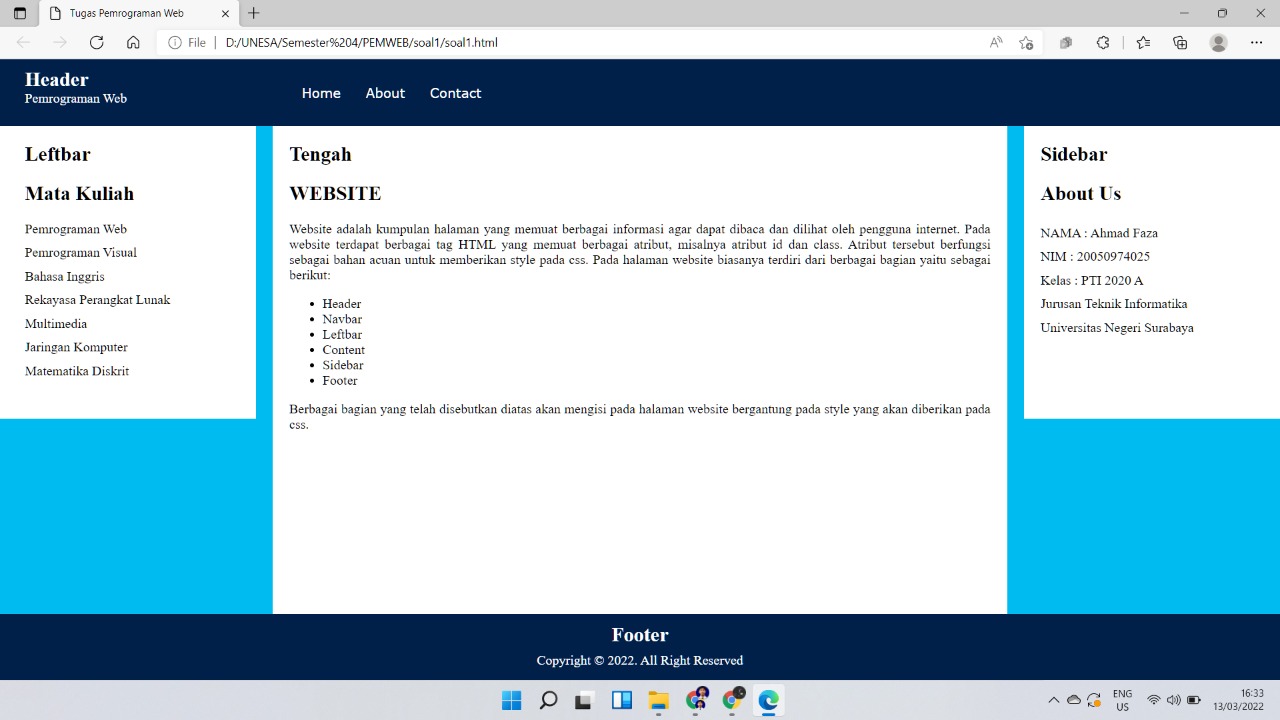 Tugas Pemrograman Web
File
D:/UNESA/Semester%204/PEMWEB/soal1/soal1.html
Header
Pemrograman Web
Home
About
Contact
Leftbar
Mata Kuliah
Pemrograman Web
Pemrograman Visual
Bahasa Inggris
Rekayasa Perangkat Lunak
Multimedia
Jaringan Komputer
Matematika Diskrit
Tengah
WEBSITE
Website adalah kumpulan halaman yang memuat berbagai informasi agar dapat dibaca dan dilihat oleh pengguna internet. Pada
website terdapat berbagai tag HTML yang memuat berbagai atribut, misalnya atribut id dan class. Atribut tersebut berfungsi
sebagai bahan acuan untuk memberikan style pada css. Pada halaman website biasanya terdiri dari berbagai bagian yaitu sebagai
berikut:
• Header
• Navbar
• Leftbar
• Content
• Sidebar
• Footer
Berbagai bagian yang telah disebutkan diatas akan mengisi pada halaman website bergantung pada style yang akan diberikan pada
css.
Sidebar
About Us
NAMA : Ahmad Faza
NIM : 20050974025
Kelas : PTI 2020 A
Jurusan Teknik Informatika
Universitas Negeri Surabaya
Footer
Copyright © 2022. All Right Reserved
ENG
US
16:33
13/03/2022